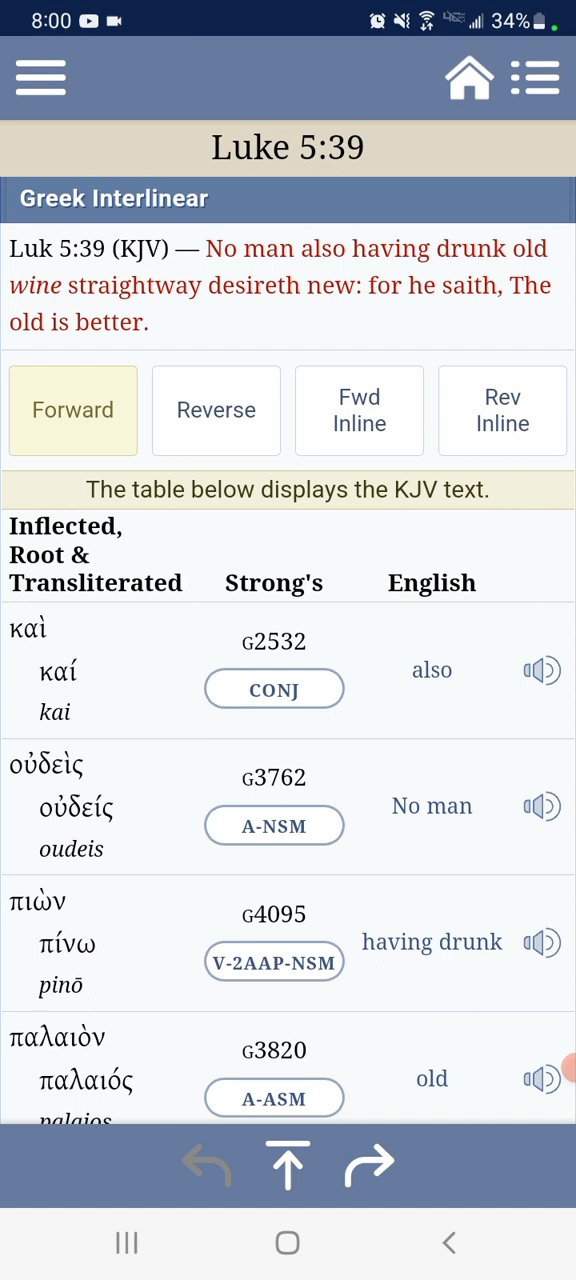 8:00 34%
Luke 5:39
Greek Interlinear
Luk 5:39 (KJV) — No man also having drunk old
wine straightway desireth new: for he saith, The
old is better.
Forward
Reverse
Fwd
Inline
Rev
Inline
The table below displays the KJV text.
Inflected,
Root &
Transliterated Strong's English
καὶ
καί
kai
G2532
CONJ
also
οὐδεὶς
οὐδείς
oudeis
G3762
A-NSM
No man
πιὼν
πίνω
pinō
G4095
V-2AAP-NSM
having drunk
παλαιὸν
παλαιός
palaios
G3820
A-ASM
old